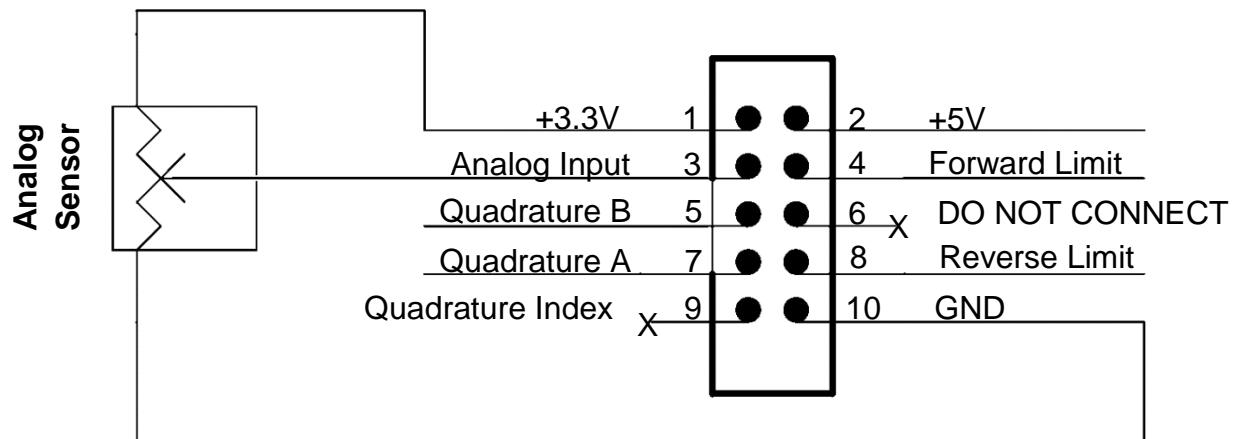 Analog
Sensor
+3.3V 1 2 +5V
Analog Input 3 4 Forward Limit
Quadrature B 5 6 X DO NOT CONNECT
Quadrature A 7 8 Reverse Limit
Quadrature Index X 9 10 GND